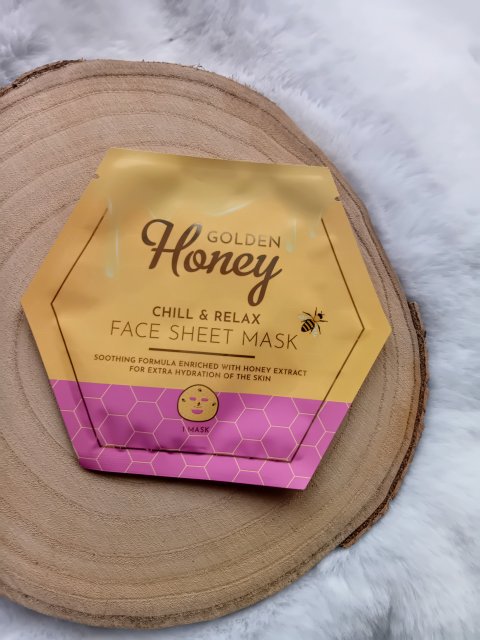 GOLDEN
Honey
CHILL & RELAX
FACE SHEET MASK
SOOTHING FORMULA ENRICHED WITH HONEY EXTRACT
FOR EXTRA HYDRATION OF THE SKIN
1 MASK